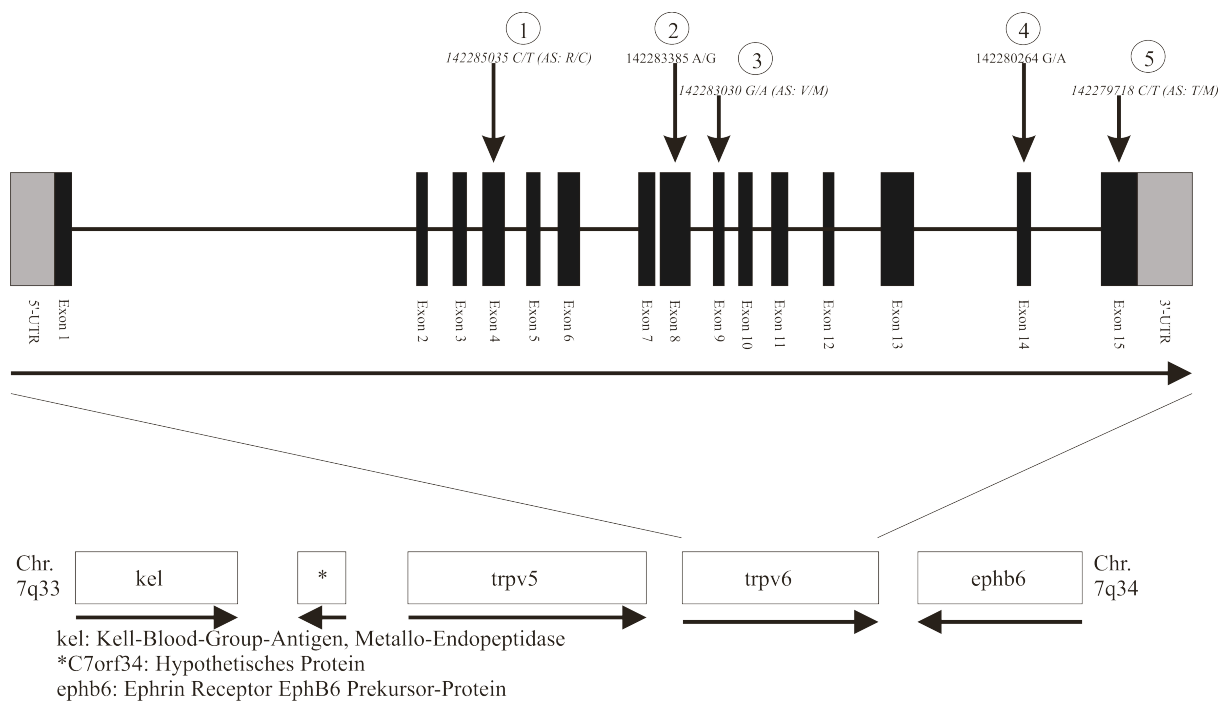 1
142285035 C/T (AS: R/C)
2
142283385 A/G
3
142283030 G/A (AS: V/M)
4
142280264 G/A
5
142279718 C/T (AS: T/M)
5'-UTR
Exon 1
Exon 2
Exon 3
Exon 4
Exon 5
Exon 6
Exon 7
Exon 8
Exon 9
Exon 10
Exon 11
Exon 12
Exon 13
Exon 14
Exon 15
3'-UTR
Chr.
7q33
kel
*
trpv5
trpv6
ephb6
Chr.
7q34
kel: Kell-Blood-Group-Antigen, Metallo-Endopeptidase
*C7orf34: Hypothetisches Protein
ephb6: Ephrin Receptor EphB6 Prekursor-Protein